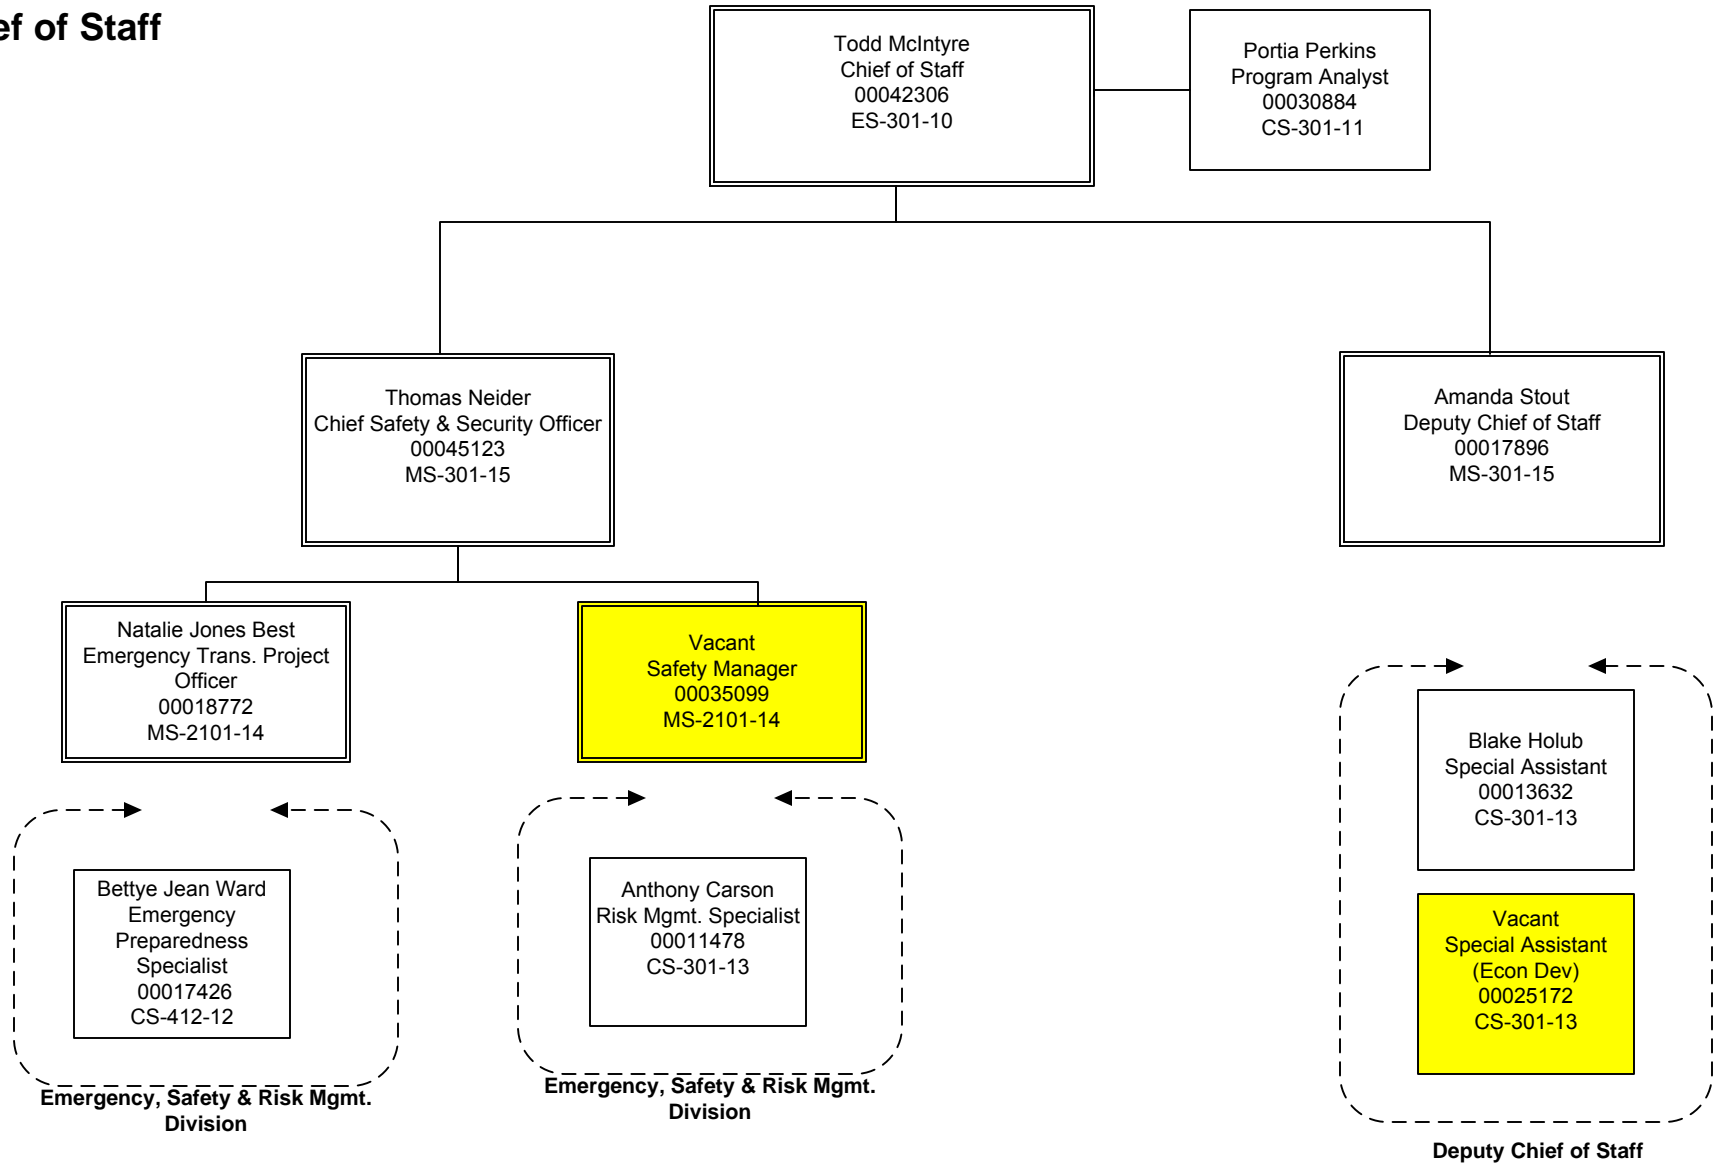 ef of Staff
Todd McIntyre
Chief of Staff
00042306
ES-301-10
Portia Perkins
Program Analyst
00030884
CS-301-11
Thomas Neider
Chief Safety & Security Officer
00045123
MS-301-15
Amanda Stout
Deputy Chief of Staff
00017896
MS-301-15
Natalie Jones Best
Emergency Trans. Project
Officer
00018772
MS-2101-14
Vacant
Safety Manager
00035099
MS-2101-14
Blake Holub
Special Assistant
00013632
CS-301-13
Bettye Jean Ward
Emergency
Preparedness
Specialist
00017426
CS-412-12
Anthony Carson
Risk Mgmt. Specialist
00011478
CS-301-13
Vacant
Special Assistant
(Econ Dev)
00025172
CS-301-13
Emergency, Safety & Risk Mgmt.
Division
Emergency, Safety & Risk Mgmt.
Division
Deputy Chief of Staff